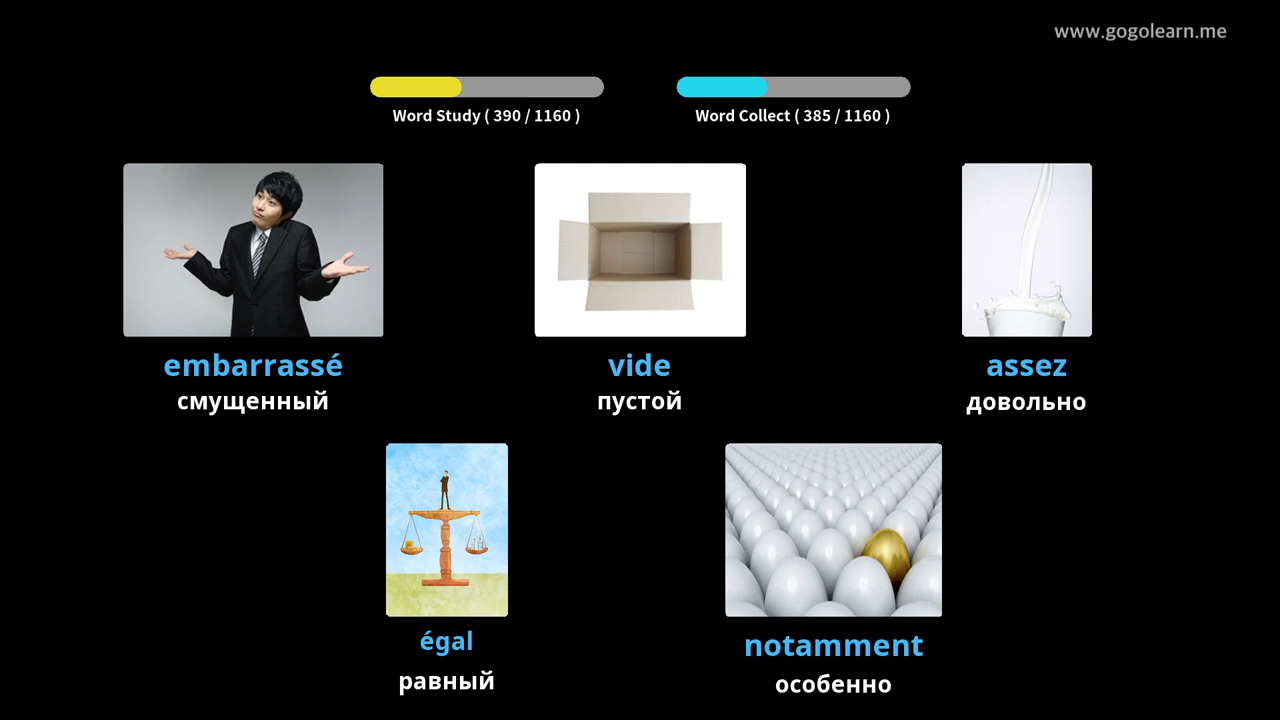 www.gogolearn.me
Word Study ( 390 / 1160 )
Word Collect ( 385 / 1160 )
embarrassé
смущенный
vide
пустой
assez
довольно
égal
равный
notamment
особенно